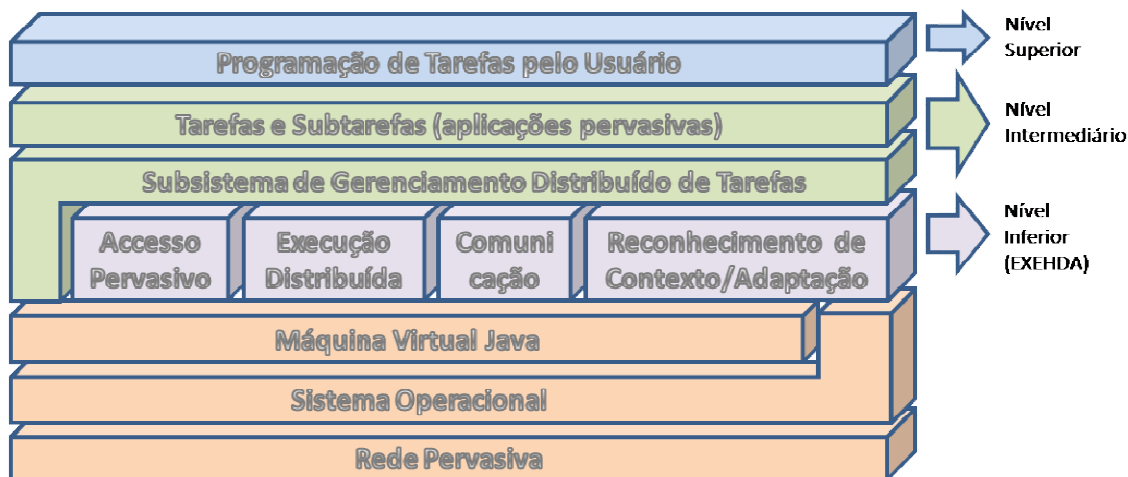 Programação de Tarefas pelo Usuário
Nível
Superior
Tarefas e Subtarefas (aplicações pervasivas)
Nível
Intermediário
Subsistema de Gerenciamento Distribuído de Tarefas
Accesso
Pervasivo
Execução
Distribuída
Comuni
cação
Reconhecimento de
Contexto/Adaptação
Nível
Inferior
(EXEHDA)
Máquina Virtual Java
Sistema Operacional
Rede Pervasiva